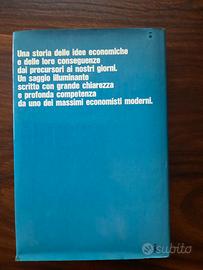 Una storia delle idee economiche
e delle loro conseguenze
dai precursori ai nostri giorni.
Un saggio illuminante
scritto con grande chiarezza
e profonda competenza
da uno dei massimi economisti moderni.
subito